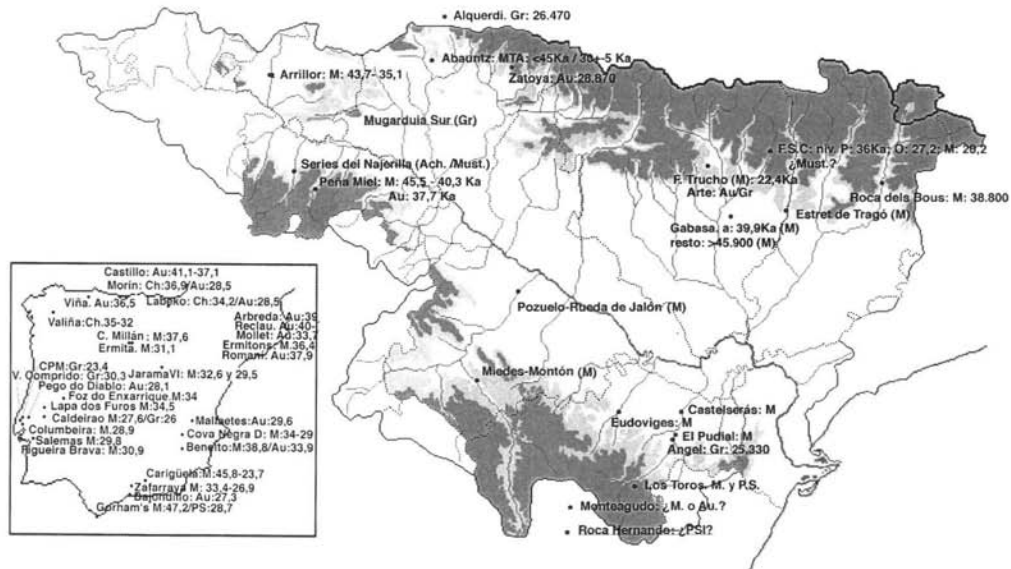 Alquerdi. Gr: 26.470
Abauntz: MTA: <45Ka / 30+-5 Ka
Zatoya: Au:28.870
Arrillor: M: 43,7- 35,1
Mugarduia Sur (Gr)
Series del Najerilla (Ach. /Must.)
Pena Miel: M: 45,5 - 40,3 Ka
Au: 37,7 Ka
F.S.C: niv. P: 36Ka; O: 27,2; M: 29,2
¿Must.?
F. Trucho (M): 22,4Ka
Arte: Au/Gr
Roca dels Bous: M: 38.800
Estret de Tragó (M)
Gabasa. a: 39,9Ka (M)
resto: >45.900 (M)
Pozuelo-Rueda de Jalón (M)
Miedes-Montón (M)
Castelserás: M
Eudoviges: M
El Pudial: M
Angel: Gr: 25,330
Los Toros. M. y P.S.
Monteagudo: ¿M. o Au.?
Roca Hernando: ¿PSI?
Castillo: Au:41,1-37,1
Morin: Ch:36,9/Au:28,5
Viña. Au:36,5
Labeko: Ch:34,2/Au:28,5
Valiña:Ch.35-32
Arbreda: Au:39
Reclau. Au:40-
Mollet: Au:33,7
Ermitons: M.36,4
Romani: Au:37,9
C. Millán: M:37,6
Ermita. M:31,1
CPM:Gr:23,4
V. Comprido: Gr:30,3
JaramaVI: M:32,6 y 29,5
Pego do Diablo: Au:28,1
Foz do Enxarrique.M:34
Lapa dos Furos M:34,5
Caldeirao M:27,6/Gr:26
Mallaetes:Au:29,6
Columbeira: M.28,9
Cova Negra D: M:34-29
Salemas M:29,8
Beneito:M:38,8/Au:33,9
Figueira Brava: M:30,9
Carigüela:M:45,8-23,7
Zafarraya M: 33,4-26,9
Bajondillo: Au:27,3
Gorham's M:47,2/PS:28,7